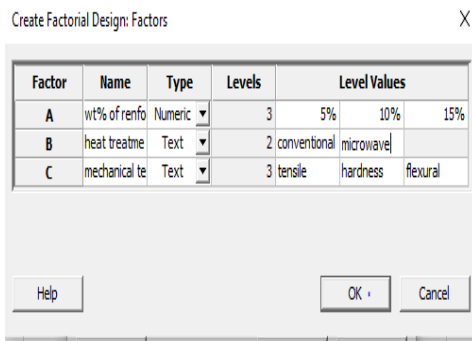 Create Factorial Design: Factors X
Factor Name Type Levels Level Values
A wt% of renfo Numeric 3 5% 10% 15%
B heat treatme Text 2 conventional microwave
C mechanical te Text 3 tensile hardness flexural
Help OK Cancel